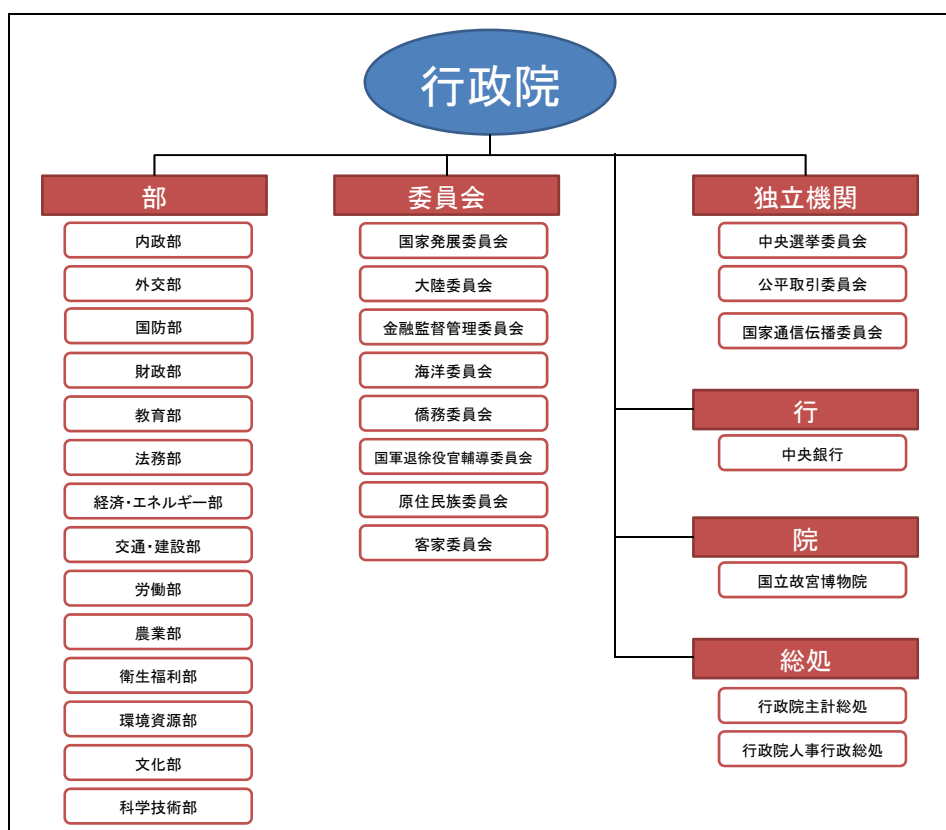 行政院
部
内政部
外交部
国防部
財政部
教育部
法務部
経済・エネルギー部
交通・建設部
労働部
農業部
衛生福利部
環境資源部
文化部
科学技術部
委員会
国家発展委員会
大陸委員会
金融監督管理委員会
海洋委員会
僑務委員会
国軍退徐役官輔導委員会
原住民族委員会
客家委員会
独立機関
中央選挙委員会
公平取引委員会
国家通信伝播委員会
行
中央銀行
院
国立故宮博物院
総処
行政院主計総処
行政院人事行政総処